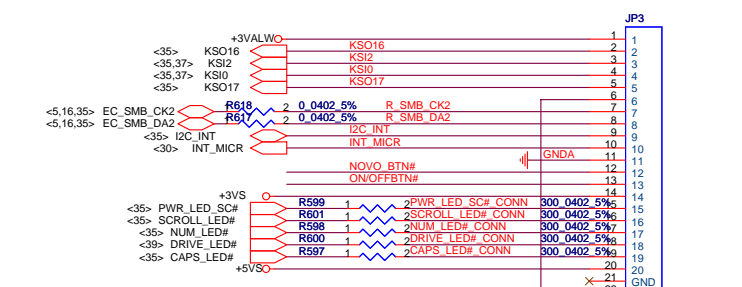 JP3
+3VALW 1 1
<35> KSO16 KSO16 2 2
<35,37> KSI2 KSI2 3 3
<35,37> KSI0 KSI0 4 4
<35> KSO17 KSO17 5 5
6 6
<5,16,35> EC_SMB_CK2 R618 2 0_0402_5% R_SMB_CK2 7 7
<5,16,35> EC_SMB_DA2 R617 2 0_0402_5% R_SMB_DA2 8 8
<35> I2C_INT I2C_INT 9 9
<30> INT_MICR INT_MICR 10 10
GNDA 11 11
NOVO_BTN# 12 12
ON/OFFBTN# 13 13
+3VS 14 14
<35> PWR_LED_SC# R599 1 2 PWR_LED_SC#_CONN 300_0402_5% 15 15
<35> SCROLL_LED# R601 1 2 SCROLL_LED#_CONN 300_0402_5% 16 16
<35> NUM_LED# R598 1 2 NUM_LED#_CONN 300_0402_5% 17 17
<39> DRIVE_LED# R600 1 2 DRIVE_LED#_CONN 300_0402_5% 18 18
<35> CAPS_LED# R597 1 2 CAPS_LED#_CONN 300_0402_5% 19 19
+5VS 20 20
21 GND